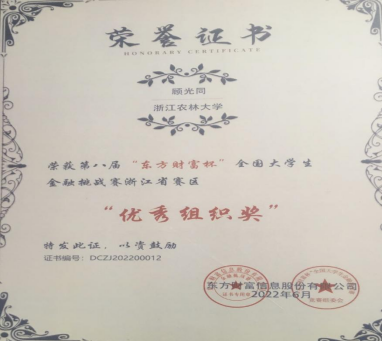 荣誉证书
HONORARY CERTIFICATE
顾光同
浙江农林大学
荣获第八届“东方财富杯”全国大学生
金融挑战赛浙江省赛区
“优秀组织奖”
特发此证，以资鼓励
证书编号：DCZJ202200012
东方财富信息股份有限公司
2022年6月